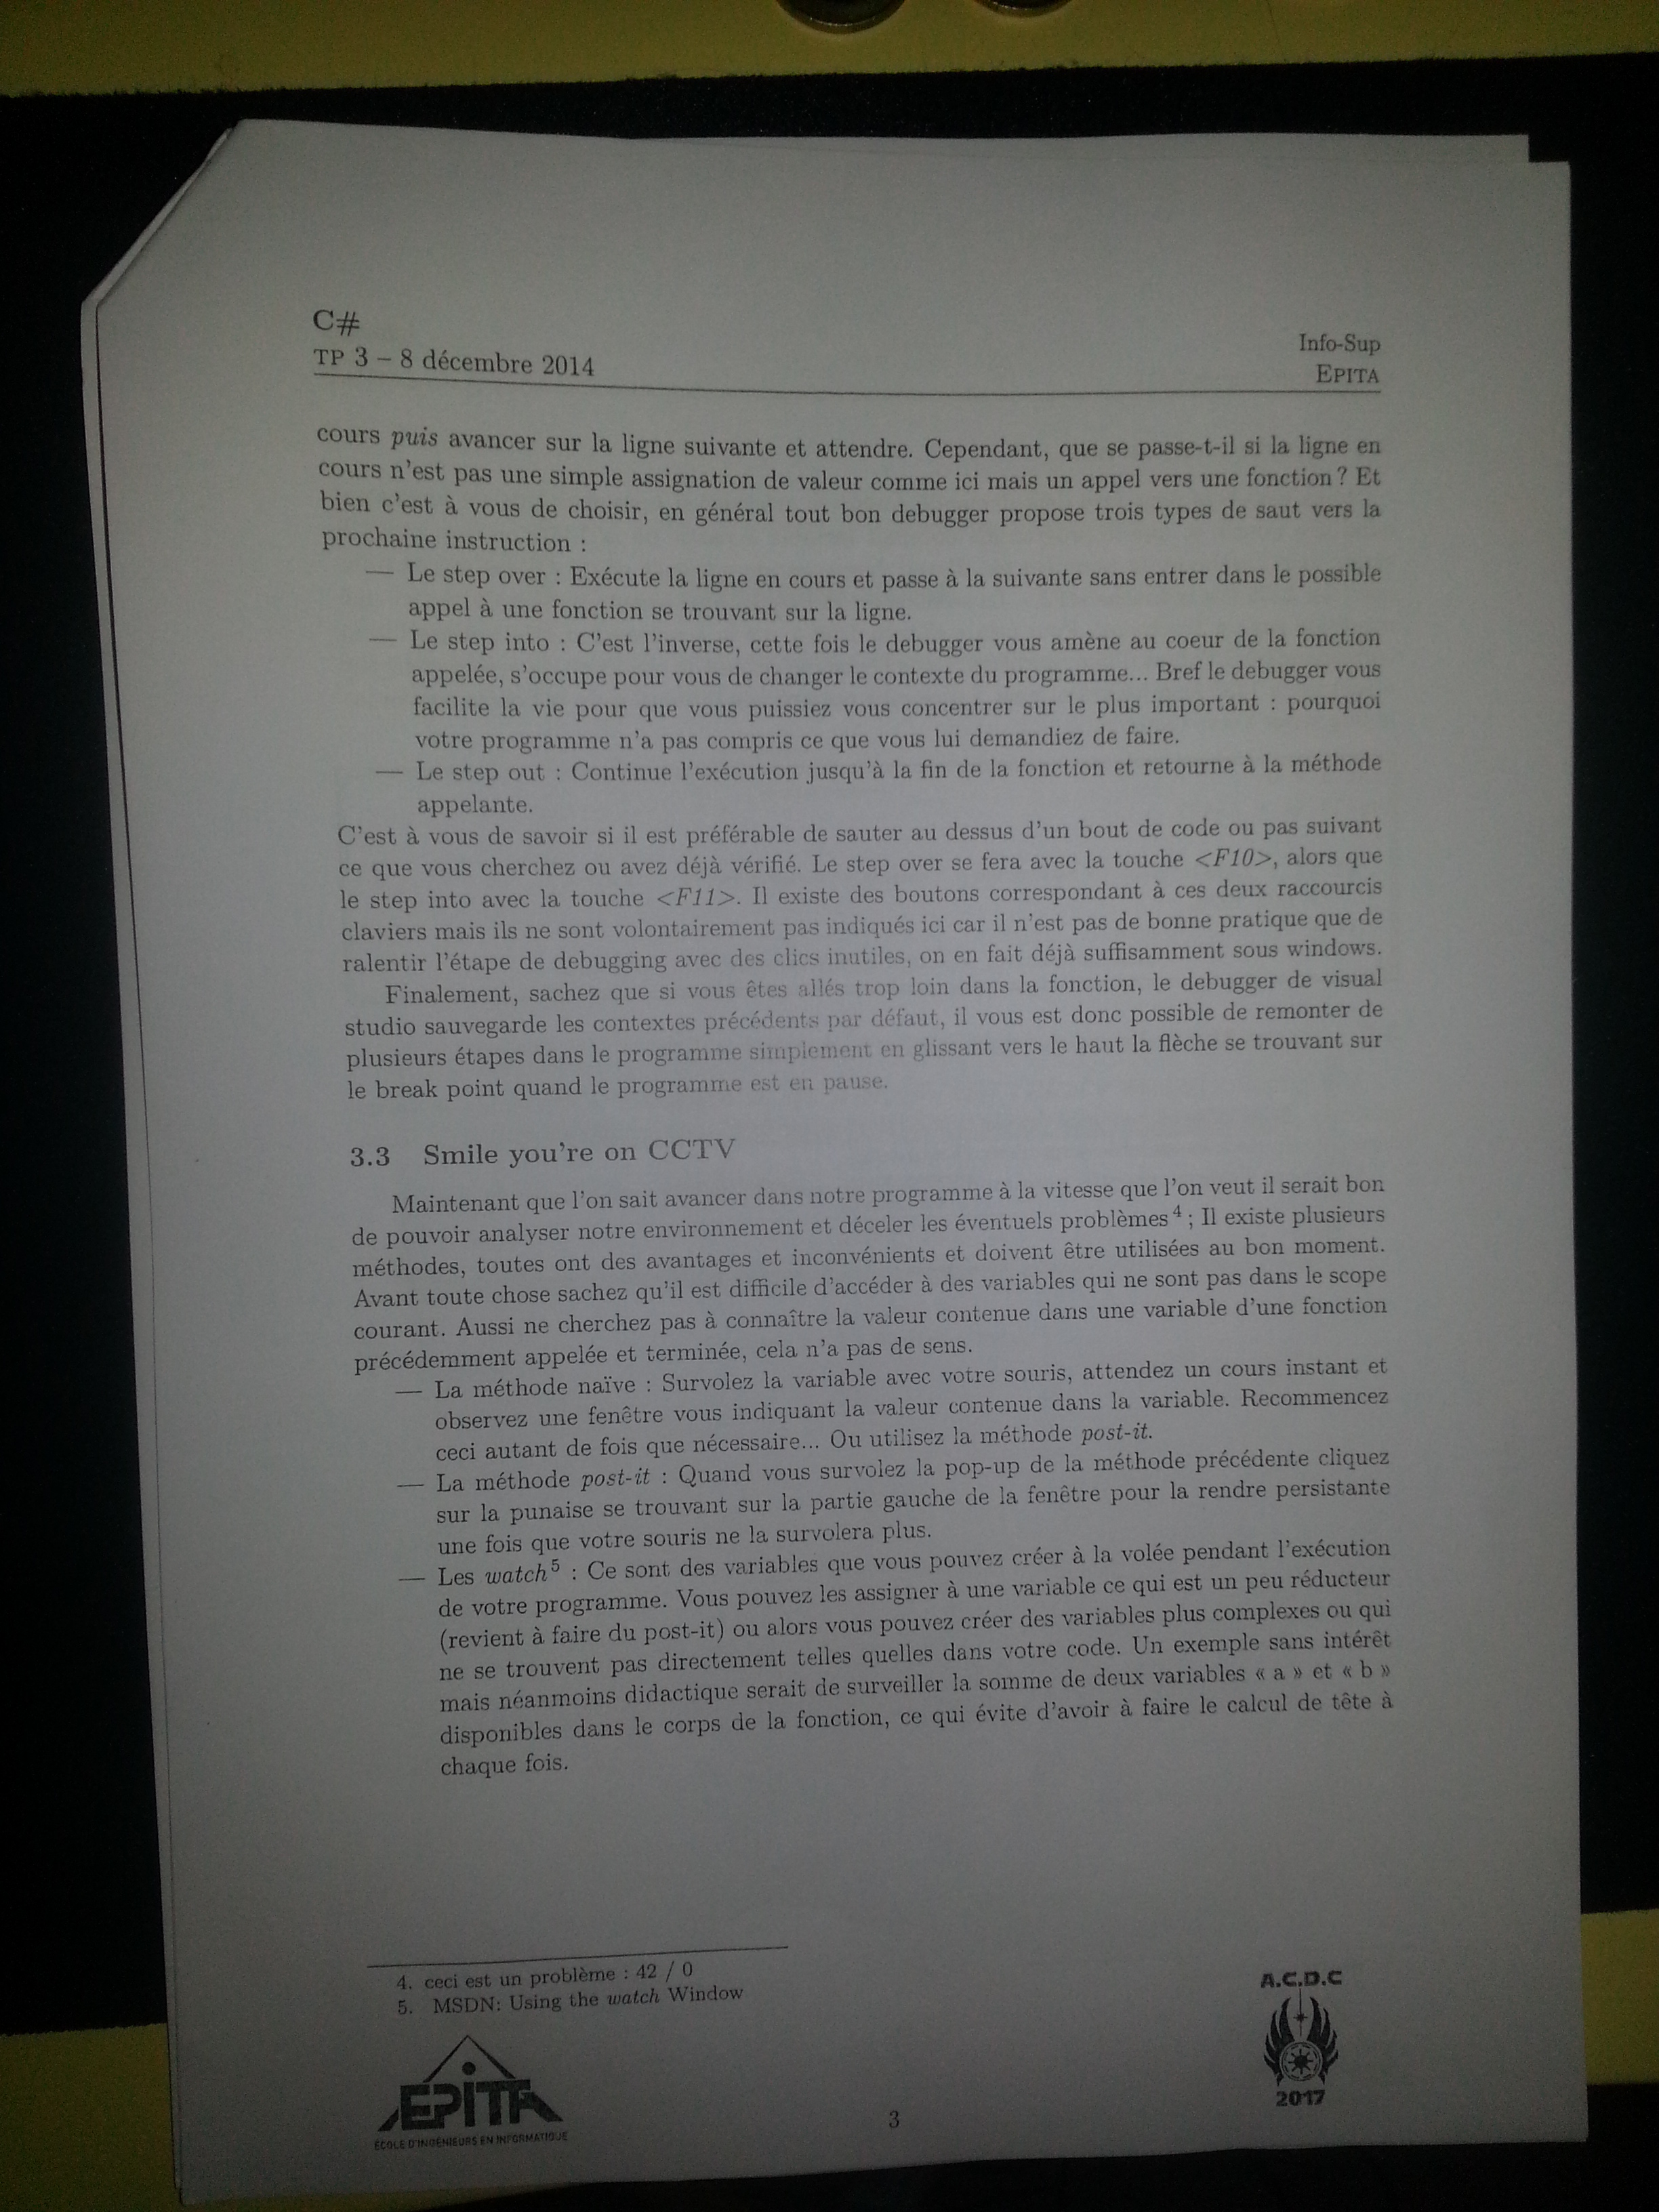 C#
TP 3 – 8 décembre 2014
Info-Sup
EPITA
cours puis avancer sur la ligne suivante et attendre. Cependant, que se passe-t-il si la ligne en
cours n'est pas une simple assignation de valeur comme ici mais un appel vers une fonction ? Et
bien c'est à vous de choisir, en général tout bon debugger propose trois types de saut vers la
prochaine instruction :
— Le step over : Exécute la ligne en cours et passe à la suivante sans entrer dans le possible
appel à une fonction se trouvant sur la ligne.
— Le step into : C'est l'inverse, cette fois le debugger vous amène au coeur de la fonction
appelée, s'occupe pour vous de changer le contexte du programme... Bref le debugger vous
facilite la vie pour que vous puissiez vous concentrer sur le plus important : pourquoi
votre programme n'a pas compris ce que vous lui demandiez de faire.
— Le step out : Continue l'exécution jusqu'à la fin de la fonction et retourne à la méthode
appelante.
C'est à vous de savoir si il est préférable de sauter au dessus d'un bout de code ou pas suivant
ce que vous cherchez ou avez déjà vérifié. Le step over se fera avec la touche <F10>, alors que
le step into avec la touche <F11>. Il existe des boutons correspondant à ces deux raccourcis
claviers mais ils ne sont volontairement pas indiqués ici car il n'est pas de bonne pratique que de
ralentir l'étape de debugging avec des clics inutiles, on en fait déjà suffisamment sous windows.
Finalement, sachez que si vous êtes allés trop loin dans la fonction, le debugger de visual
studio sauvegarde les contextes précédents par défaut, il vous est donc possible de remonter de
plusieurs étapes dans le programme simplement en glissant vers le haut la flèche se trouvant sur
le break point quand le programme est en pause.
3.3 Smile you're on CCTV
Maintenant que l'on sait avancer dans notre programme à la vitesse que l'on veut il serait bon
de pouvoir analyser notre environnement et déceler les éventuels problèmes 4 ; Il existe plusieurs
méthodes, toutes ont des avantages et inconvénients et doivent être utilisées au bon moment.
Avant toute chose sachez qu'il est difficile d'accéder à des variables qui ne sont pas dans le scope
courant. Aussi ne cherchez pas à connaître la valeur contenue dans une variable d'une fonction
précédemment appelée et terminée, cela n'a pas de sens.
— La méthode naïve : Survolez la variable avec votre souris, attendez un cours instant et
observez une fenêtre vous indiquant la valeur contenue dans la variable. Recommencez
ceci autant de fois que nécessaire... Ou utilisez la méthode post-it.
— La méthode post-it : Quand vous survolez la pop-up de la méthode précédente cliquez
sur la punaise se trouvant sur la partie gauche de la fenêtre pour la rendre persistante
une fois que votre souris ne la survolera plus.
— Les watch 5 : Ce sont des variables que vous pouvez créer à la volée pendant l'exécution
de votre programme. Vous pouvez les assigner à une variable ce qui est un peu réducteur
(revient à faire du post-it) ou alors vous pouvez créer des variables plus complexes ou qui
ne se trouvent pas directement telles quelles dans votre code. Un exemple sans intérêt
mais néanmoins didactique serait de surveiller la somme de deux variables « a » et « b »
disponibles dans le corps de la fonction, ce qui évite d'avoir à faire le calcul de tête à
chaque fois.
4. ceci est un problème : 42 / 0
5. MSDN: Using the watch Window
EPITA
ÉCOLE D'INGÉNIEURS EN INFORMATIQUE
3
A.C.D.C
2017